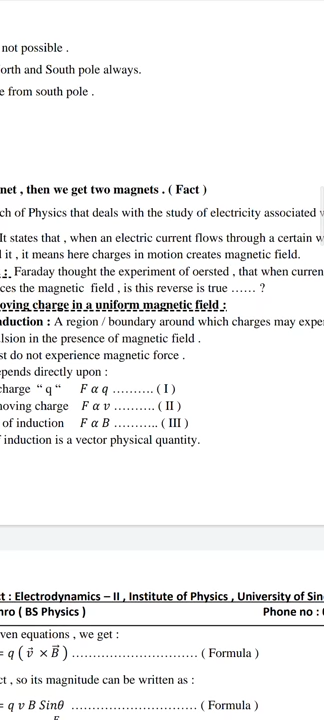 not possible .
orth and South pole always.
e from south pole .
net , then we get two magnets . ( Fact )
ch of Physics that deals with the study of electricity associated
It states that , when an electric current flows through a certain w
l it , it means here charges in motion creates magnetic field.
: Faraday thought the experiment of oersted , that when curren
ces the magnetic field , is this reverse is true …… ?
oving charge in a uniform magnetic field :
nduction : A region / boundary around which charges may expe
lsion in the presence of magnetic field .
st do not experience magnetic force .
epends directly upon :
charge “ q “ F α q ………. ( I )
noving charge F α v ………. ( II )
of induction F α B ……….. ( III )
induction is a vector physical quantity.
t : Electrodynamics – II , Institute of Physics , University of Sin
hro ( BS Physics ) Phone no :
ven equations , we get :
= q ( v⃗ × B⃗ ) ………………………… ( Formula )
ct , so its magnitude can be written as :
= q v B Sinθ ………………………… ( Formula )
F